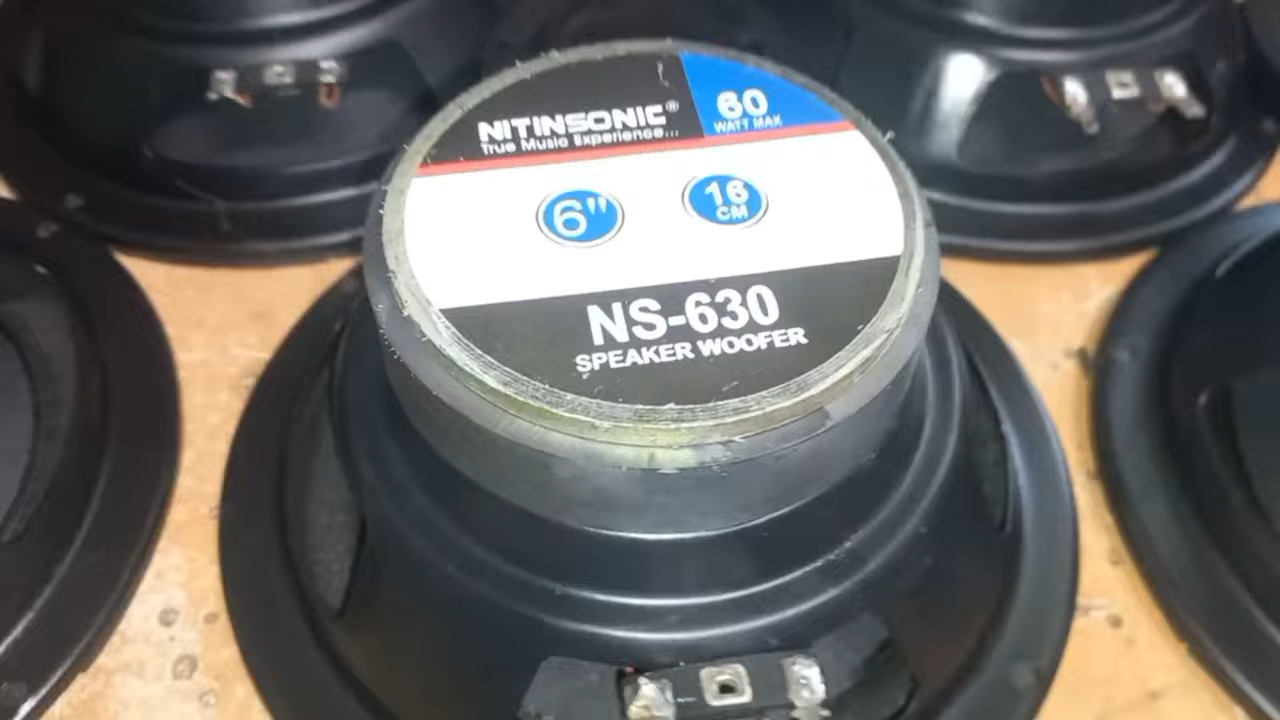 NITINSONIC®
True Music Experience...
60
WATT MAX
6"
16
CM
NS-630
SPEAKER WOOFER